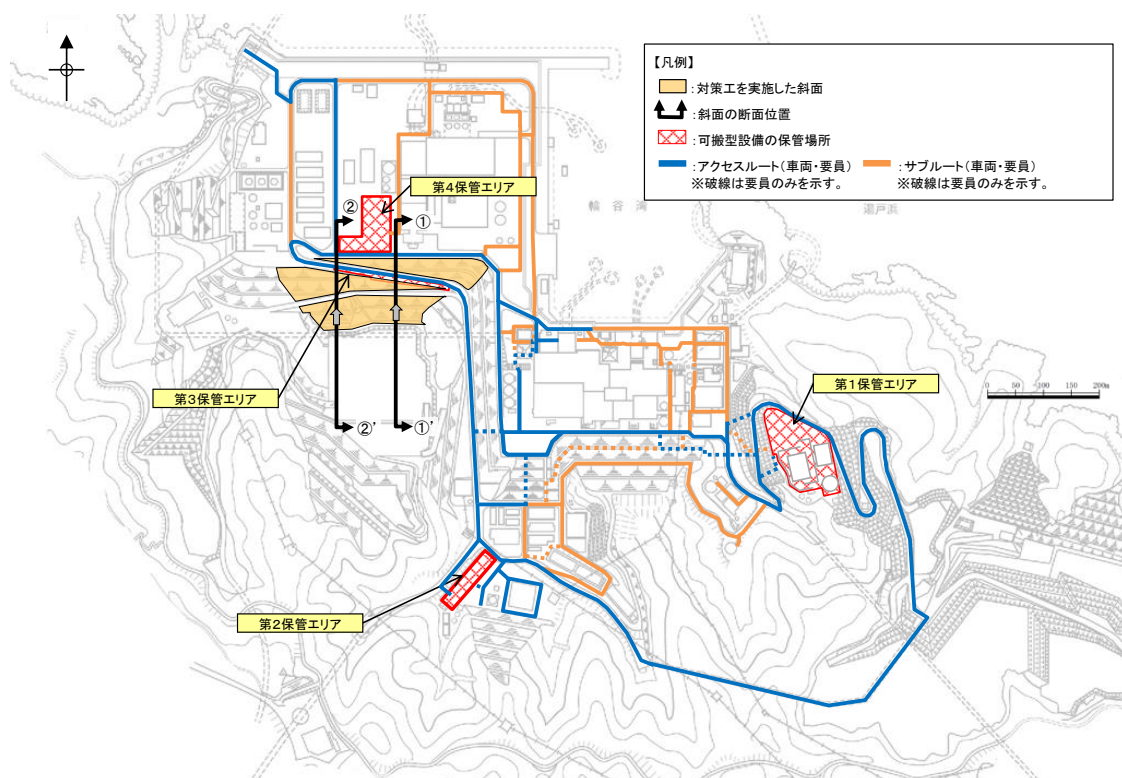 【凡例】
:対策工を実施した斜面
:斜面の断面位置
:可搬型設備の保管場所
:アクセスルート(車両・要員)
※破線は要員のみを示す。
:サブルート(車両・要員)
※破線は要員のみを示す。
第4保管エリア
輪谷湾
湯戸浜
②
①
第3保管エリア
第1保管エリア
0 50 100 150 200m
②’
①’
第2保管エリア